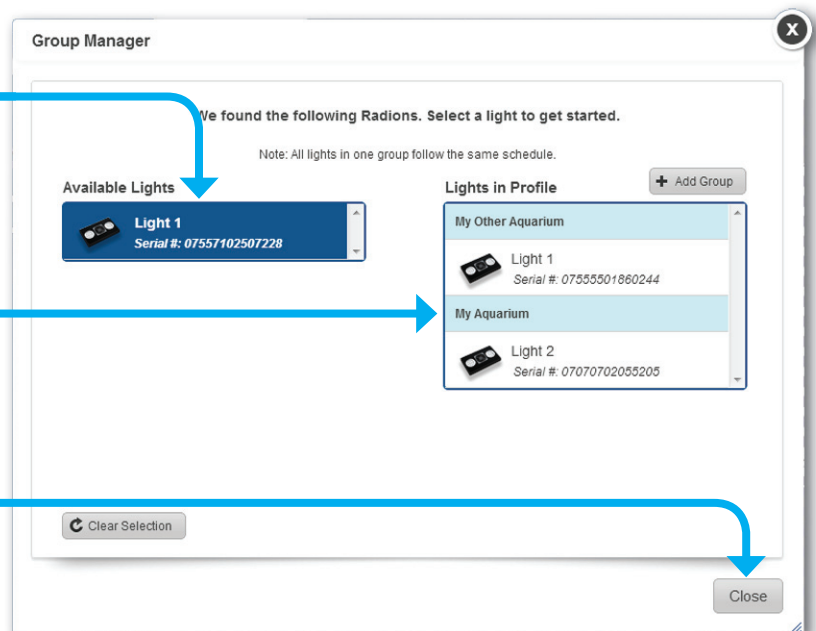 Group Manager
X
We found the following Radions. Select a light to get started.
Note: All lights in one group follow the same schedule.
Available Lights
Light 1
Serial #: 07557102507228
Lights in Profile
+ Add Group
My Other Aquarium
Light 1
Serial #: 07555501860244
My Aquarium
Light 2
Serial #: 07070702055205
Clear Selection
Close